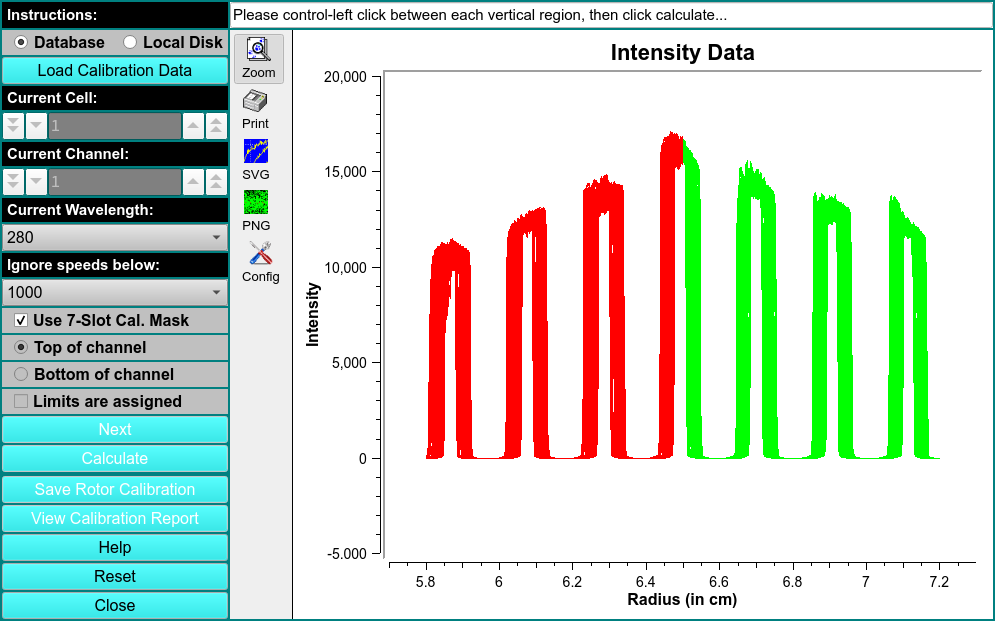 Instructions:
Please control-left click between each vertical region, then click calculate...
Database
Local Disk
Load Calibration Data
Current Cell:
1
Current Channel:
1
Current Wavelength:
280
Ignore speeds below:
1000
Use 7-Slot Cal. Mask
Top of channel
Bottom of channel
Limits are assigned
Next
Calculate
Save Rotor Calibration
View Calibration Report
Help
Reset
Close
Zoom
Print
SVG
PNG
Config
Intensity Data
Intensity
20,000
15,000
10,000
5,000
0
-5.000
5.8 6 6.2 6.4 6.6 6.8 7 7.2
Radius (in cm)